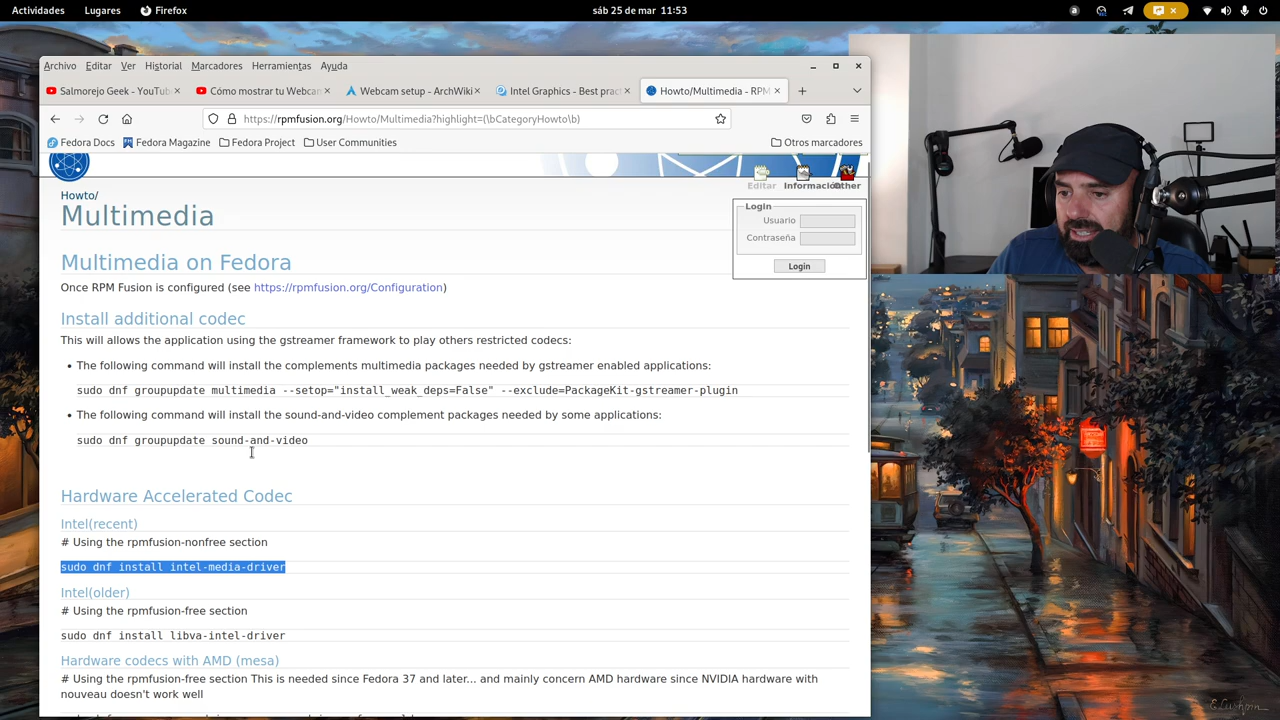 Actividades Lugares Firefox sáb 25 de mar 11:53
Archivo Editar Ver Historial Marcadores Herramientas Ayuda
Salmorejo Geek - YouTub Cómo mostrar tu Webcam Webcam setup - ArchWiki Intel Graphics - Best pract Howto/Multimedia - RPM
https://rpmfusion.org/Howto/Multimedia?highlight=(\bCategoryHowto\b)
Fedora Docs Fedora Magazine Fedora Project User Communities Otros marcadores
Editar Información Other
Howto/
Multimedia
Login
Usuario
Contraseña
Login
Multimedia on Fedora
Once RPM Fusion is configured (see https://rpmfusion.org/Configuration)
Install additional codec
This will allows the application using the gstreamer framework to play others restricted codecs:
• The following command will install the complements multimedia packages needed by gstreamer enabled applications:
sudo dnf groupupdate multimedia --setop="install_weak_deps=False" --exclude=PackageKit-gstreamer-plugin
• The following command will install the sound-and-video complement packages needed by some applications:
sudo dnf groupupdate sound-and-video
Hardware Accelerated Codec
Intel(recent)
# Using the rpmfusion-nonfree section
sudo dnf install intel-media-driver
Intel(older)
# Using the rpmfusion-free section
sudo dnf install libva-intel-driver
Hardware codecs with AMD (mesa)
# Using the rpmfusion-free section This is needed since Fedora 37 and later... and mainly concern AMD hardware since NVIDIA hardware with
nouveau doesn't work well